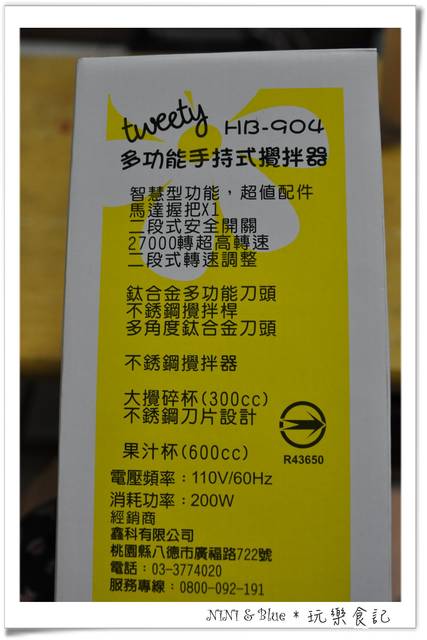 tweety HB-904
多功能手持式攪拌器
智慧型功能，超值配件
馬達握把X1
二段式安全開關
27000轉超高轉速
二段式轉速調整
鈦合金多功能刀頭
不銹鋼攪拌桿
多角度鈦合金刀頭
不銹鋼攪拌器
大攪碎杯(300cc)
不銹鋼刀片設計
R43650
果汁杯(600cc)
電壓頻率：110V/60Hz
消耗功率：200W
經銷商
鑫科有限公司
桃園縣八德市廣福路722號
電話：03-3774020
服務專線：0800-092-191
NINI & Blue * 玩樂食記